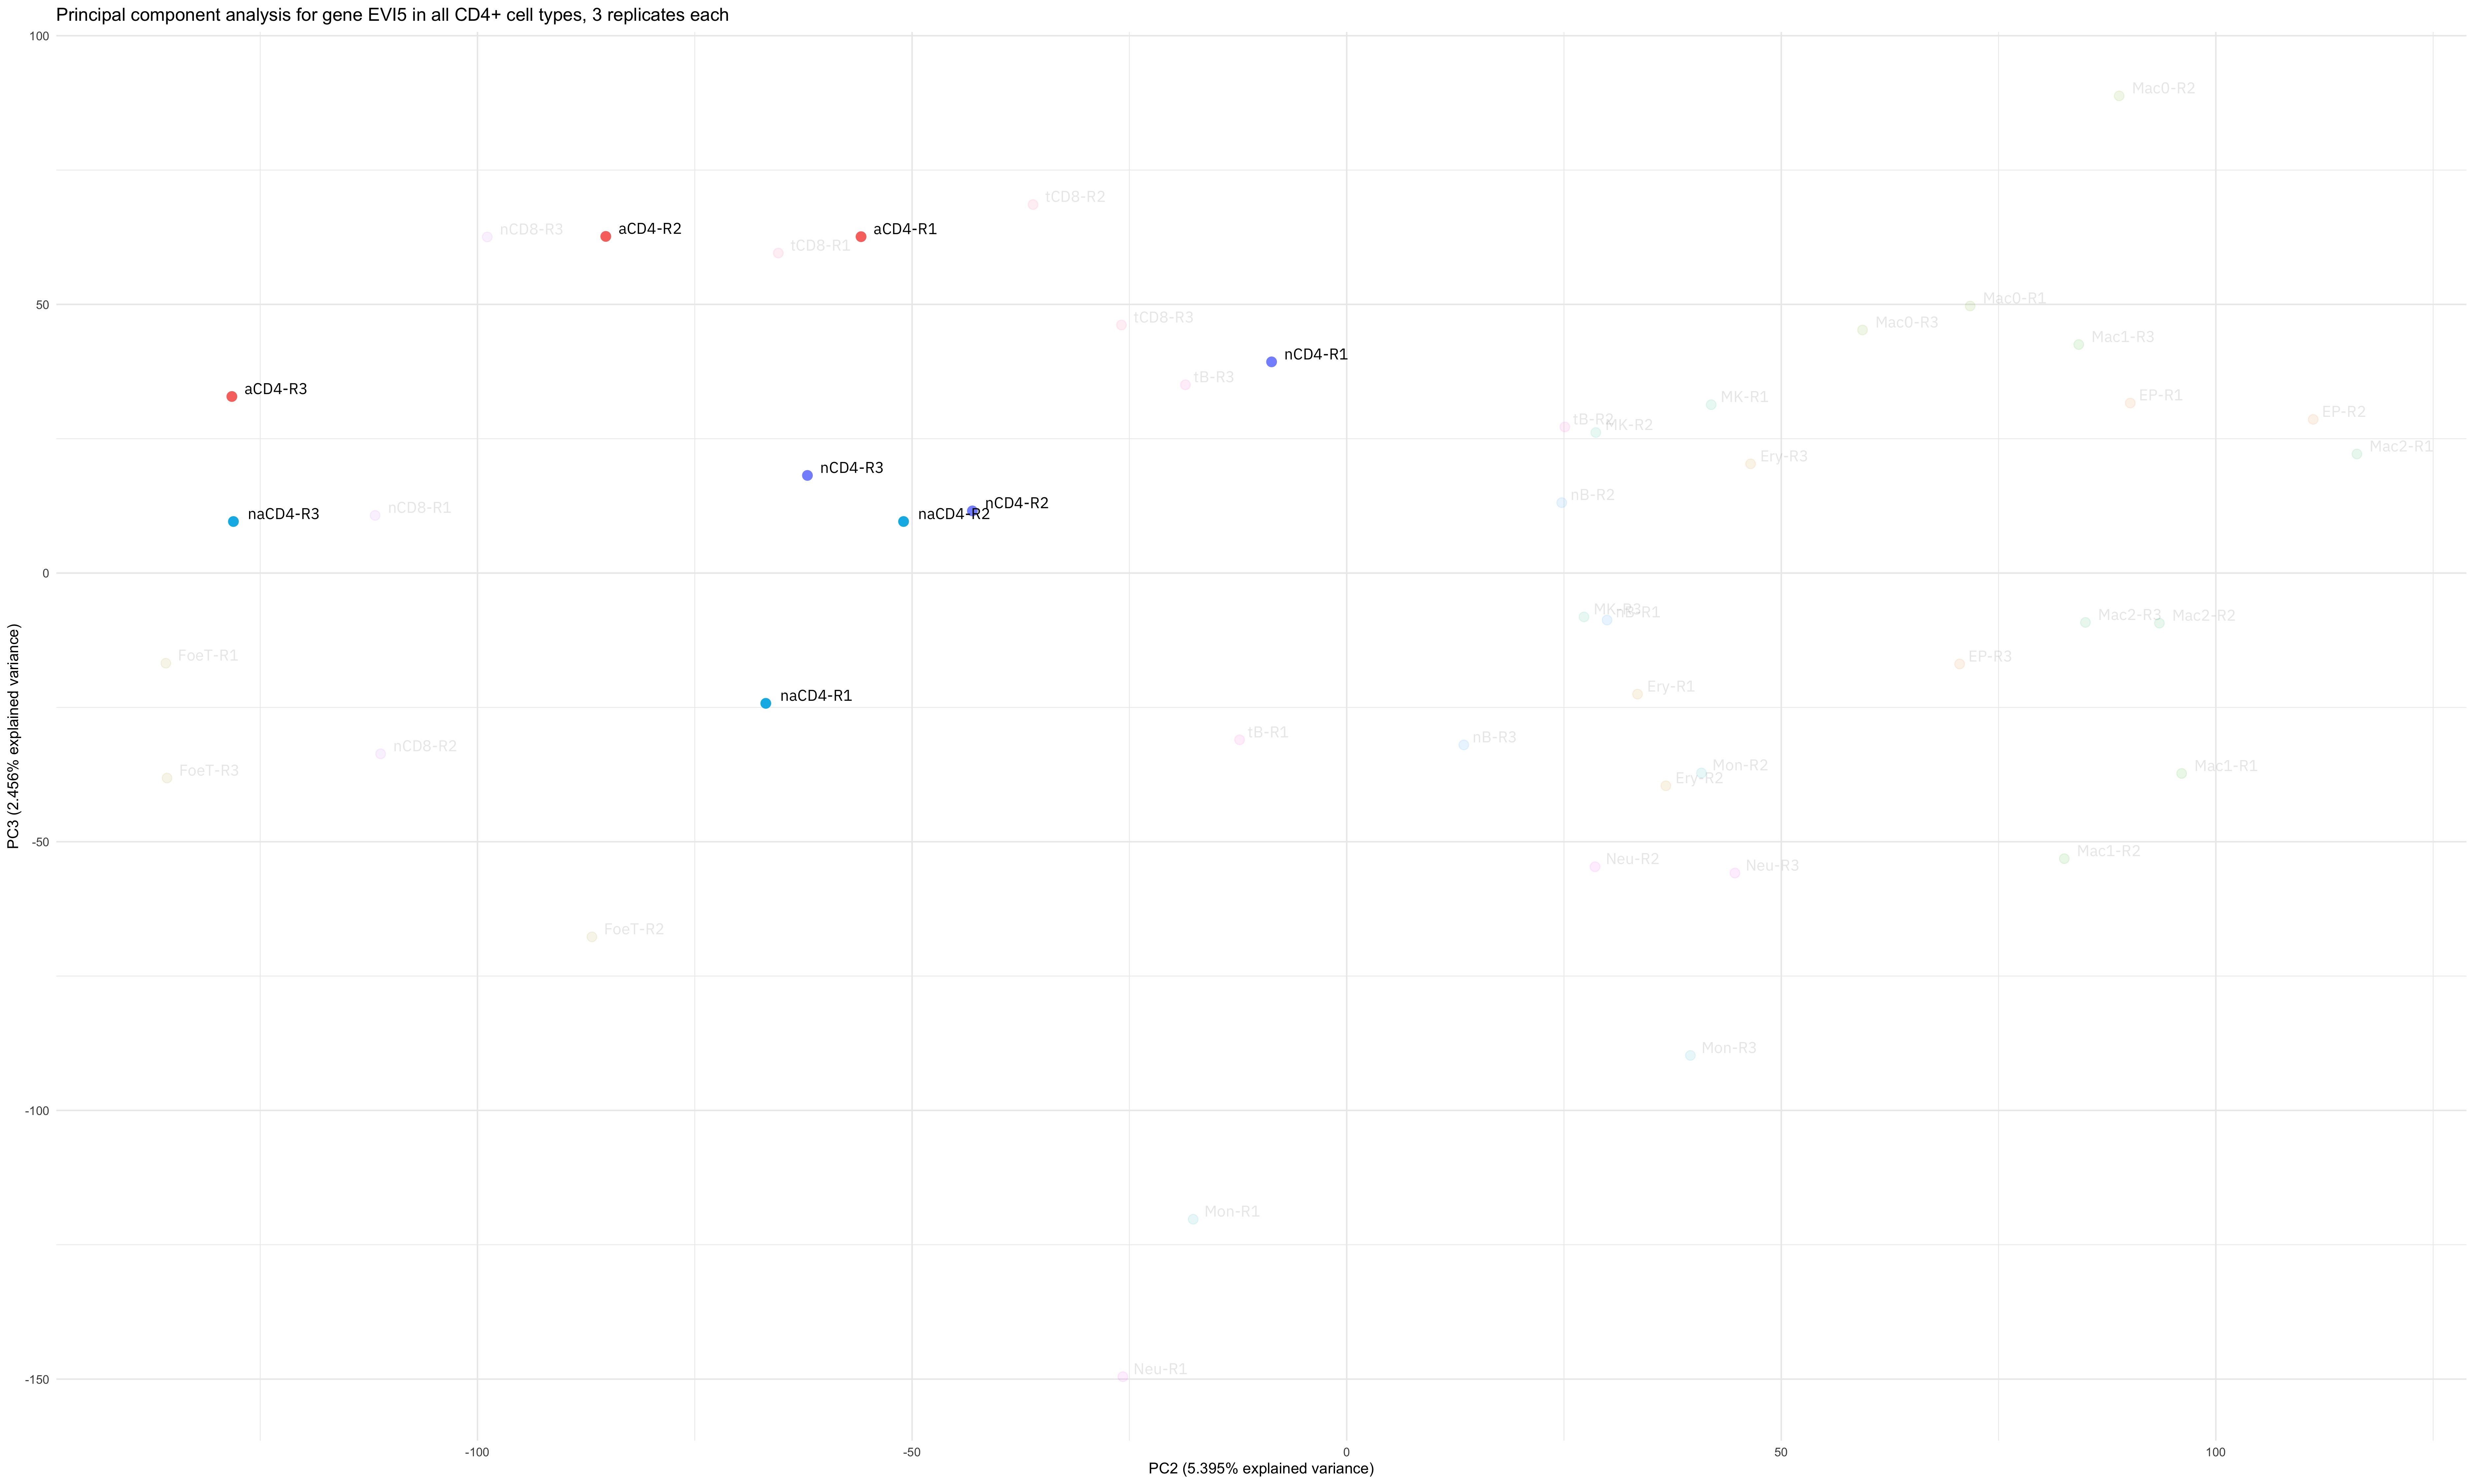 Principal component analysis for gene EVI5 in all CD4+ cell types, 3 replicates each
100
Mac0-R2
tCD8-R2
nCD8-R3
aCD4-R2
aCD4-R1
tCD8-R1
50
Mac0-R1
tCD8-R3
Mac0-R3
Mac1-R3
nCD4-R1
tB-R3
aCD4-R3
MK-R1
EP-R1
EP-R2
tB-R2
MK-R2
Mac2-R1
Ery-R3
nCD4-R3
nB-R2
nCD4-R2
naCD4-R3
nCD8-R1
naCD4-R2
0
MK-R3
nB-R1
Mac2-R3
Mac2-R2
FoeT-R1
EP-R3
Ery-R1
naCD4-R1
tB-R1
nB-R3
nCD8-R2
FoeT-R3
Mon-R2
Mac1-R1
Ery-R2
-50
Mac1-R2
Neu-R2
Neu-R3
FoeT-R2
Mon-R3
-100
Mon-R1
Neu-R1
-150
PC3 (2.456% explained variance)
-100
-50
0
50
100
PC2 (5.395% explained variance)